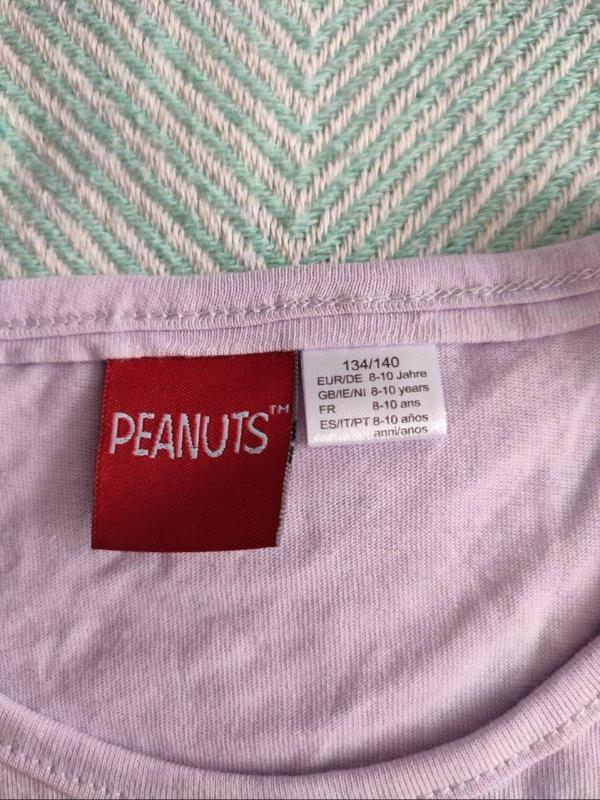 PEANUTS™
134/140
EUR/DE 8-10 Jahre
GB/IE/NI 8-10 years
FR 8-10 ans
ES/IT/PT 8-10 años
anni/anos